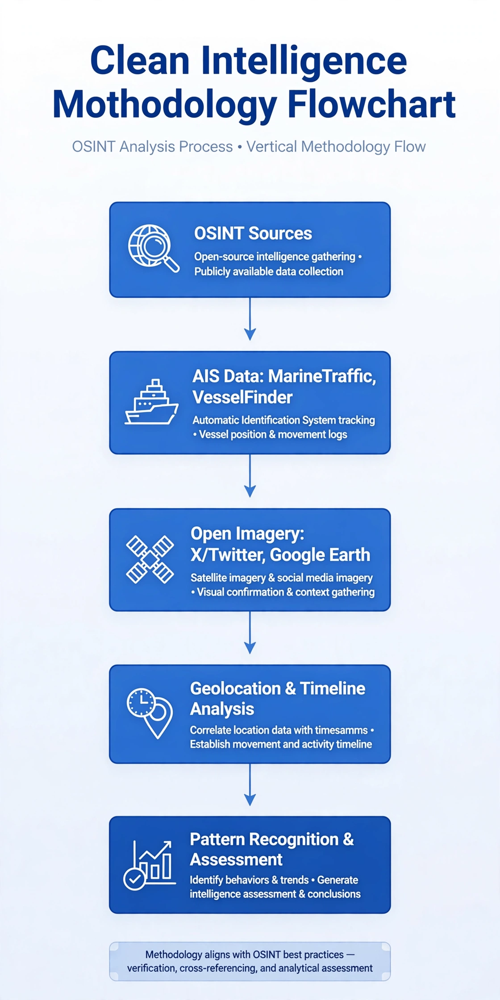 Clean Intelligence
Mothodology Flowchart
OSINT Analysis Process • Vertical Methodology Flow
OSINT Sources
Open-source intelligence gathering •
Publicly available data collection
AIS Data: MarineTraffic,
VesselFinder
Automatic Identification System tracking
• Vessel position & movement logs
Open Imagery:
X/Twitter, Google Earth
Satellite imagery & social media imagery
• Visual confirmation & context gathering
Geolocation & Timeline
Analysis
Correlate location data with timesamms •
Establish movement and activity timeline
Pattern Recognition &
Assessment
Identify behaviors & trends • Generate
intelligence assessment & conclusions
Methodology aligns with OSINT best practices —
verification, cross-referencing, and analytical assessment